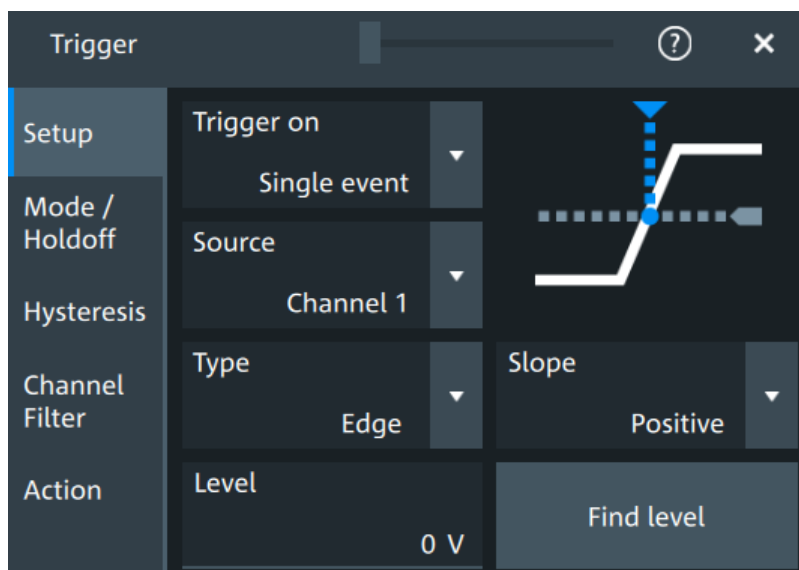 Trigger
?
×
Setup
Mode /
Holdoff
Hysteresis
Channel
Filter
Action
Trigger on
Single event
Source
Channel 1
Type
Edge
Slope
Positive
Level
0 V
Find level